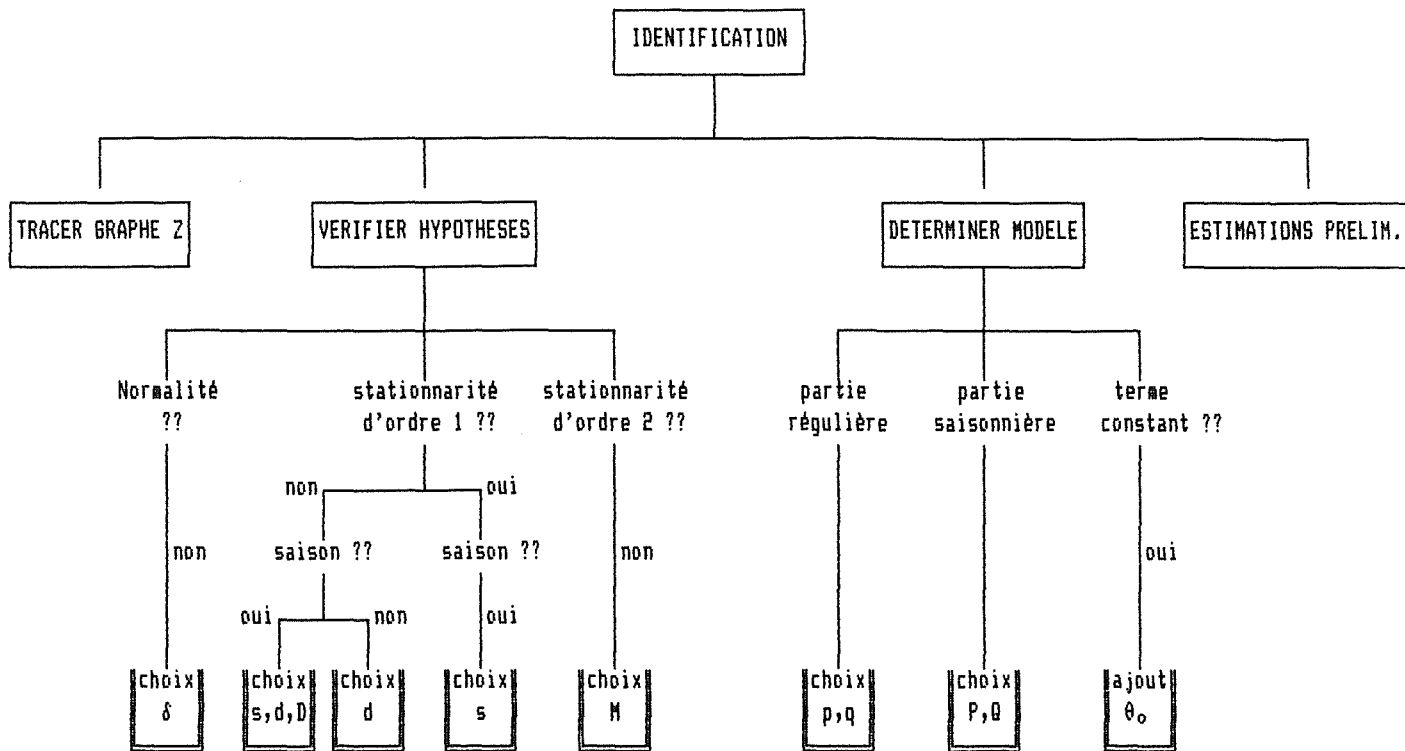 IDENTIFICATION
TRACER GRAPHE Z
VERIFIER HYPOTHESES
DETERMINER MODELE
ESTIMATIONS PRELIM.
Normalité
??
stationnarité
d'ordre 1 ??
stationnarité
d'ordre 2 ??
partie
régulière
partie
saisonnière
terme
constant ??
non
oui
non
saison ??
saison ??
non
oui
oui
non
oui
choix
δ
choix
s,d,D
choix
d
choix
s
choix
M
choix
p,q
choix
P,Q
ajout
θ₀